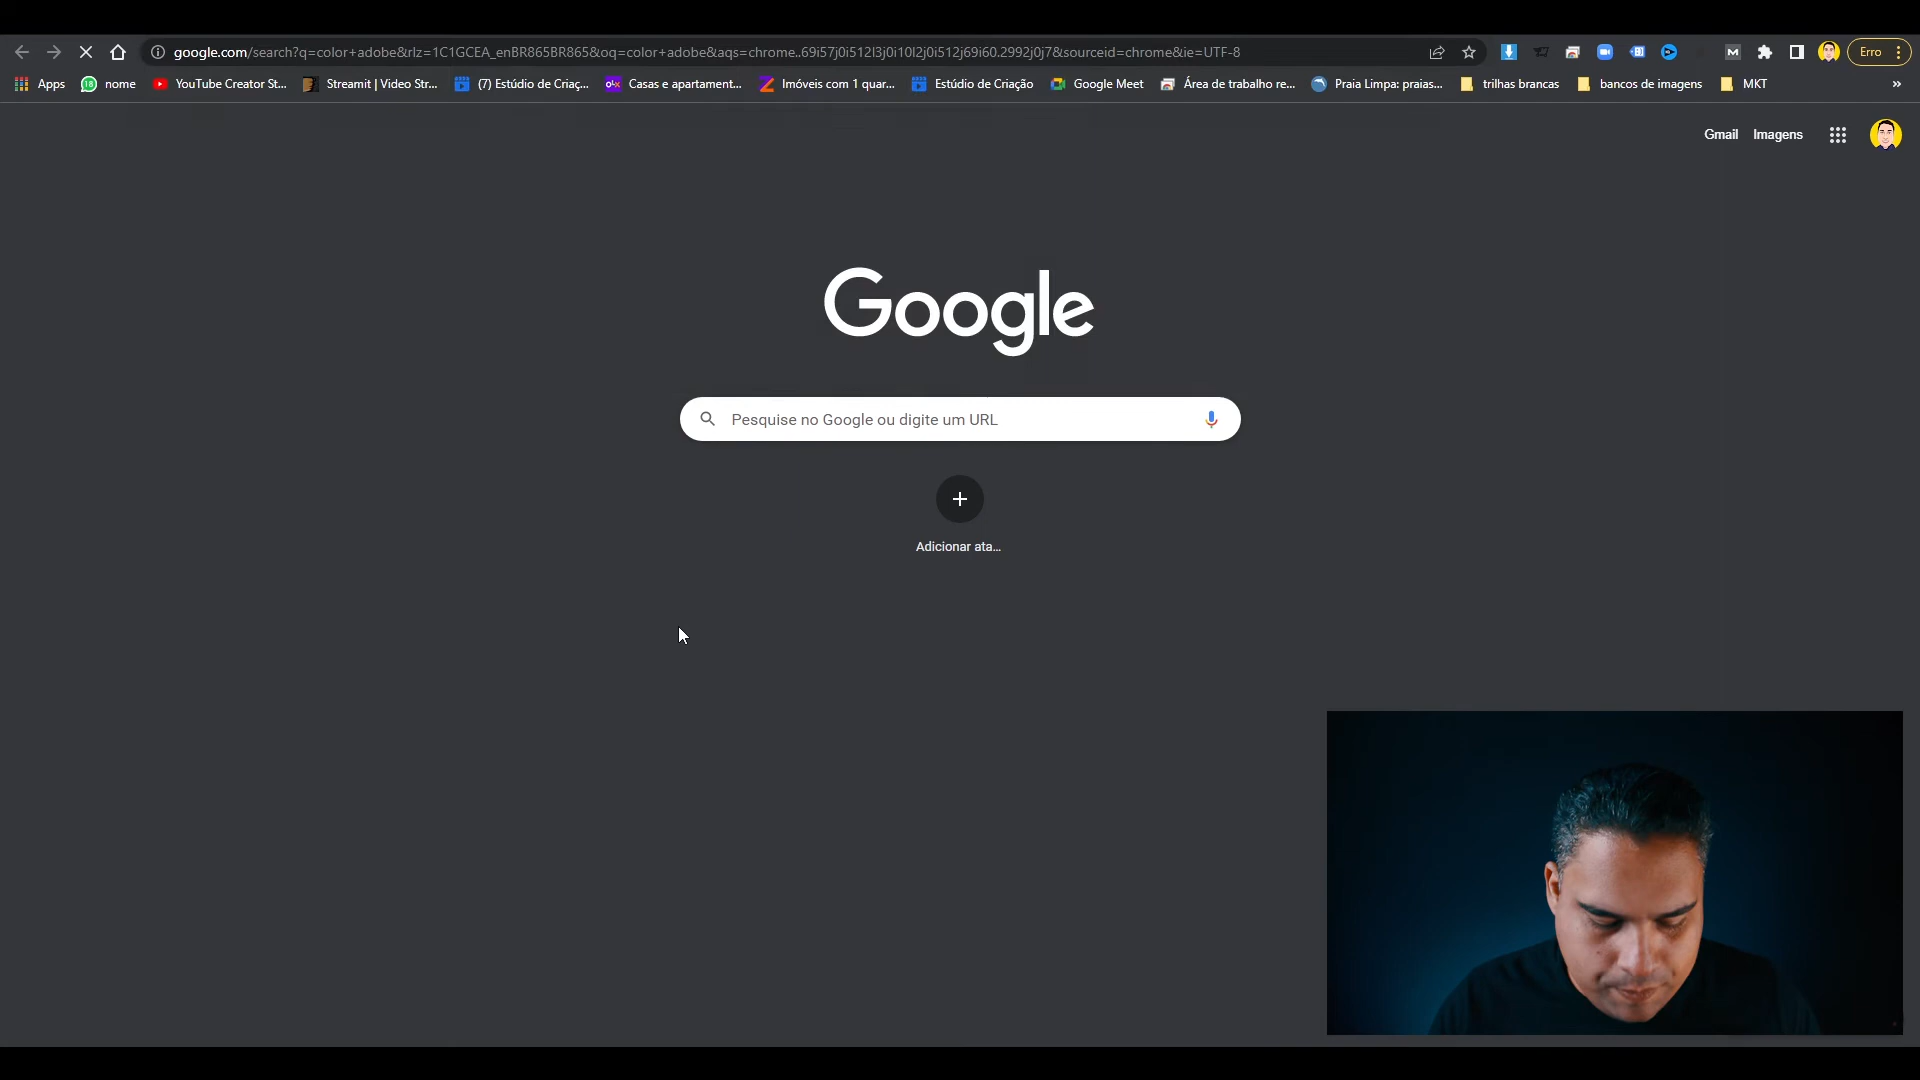 google.com/search?q=color+adobe&rlz=1C1GCEA_enBR865BR865&oq=color+adobe&aqs=chrome..69i57j0i512l3j0i10l2j0i512j69i60.2992j0j7&sourceid=chrome&ie=UTF-8
Erro
Apps
nome
YouTube Creator St...
Streamit | Video Str...
(7) Estúdio de Criaç...
Casas e apartament...
Imóveis com 1 quar...
Estúdio de Criação
Google Meet
Área de trabalho re...
Praia Limpa: praias...
trilhas brancas
bancos de imagens
MKT
»
Gmail
Imagens
Google
Pesquise no Google ou digite um URL
Adicionar ata...